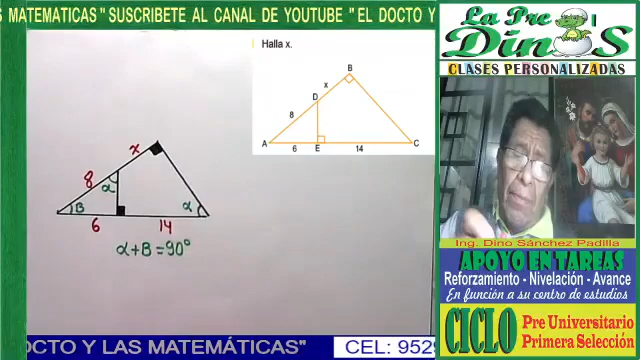 S MATEMATICAS" SUSCRIBETE AL CANAL DE YOUTUBE " EL DOCTO Y
La Pre
DinoS
CLASES PERSONALIZADAS
Halla x.
B
x
D
8
A
6
E
14
C
x
8
α
B
α
6
14
α+B=90°
Ing. Dino Sánchez Padilla
APOYO EN TAREAS
Reforzamiento - Nivelación - Avance
En función a su centro de estudios
CICLO
Pre Universitario
Primera Selección
DOCTO Y LAS MATEMÁTICAS"
CEL: 9529